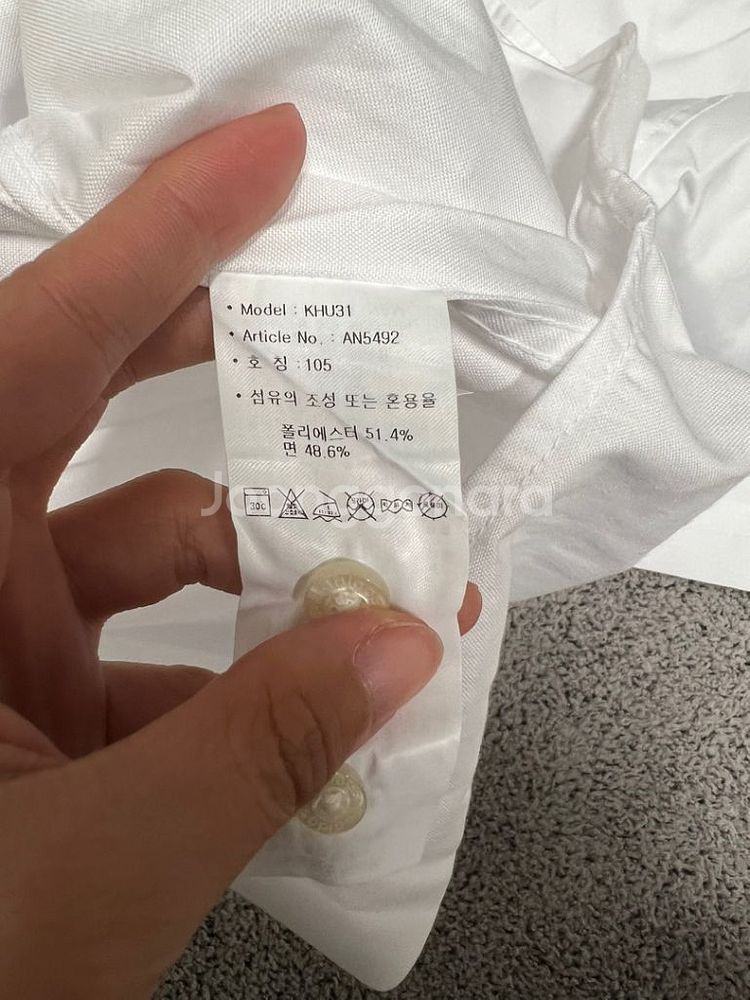 • Model : KHU31
• Article No. : AN5492
• 호 칭 : 105
• 섬유의 조성 또는 혼용율
폴리에스터 51.4%
면 48.6%
Joongonara